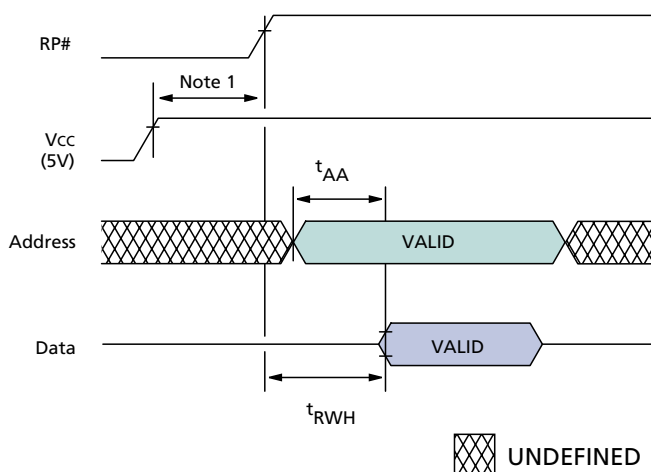 RP#
Note 1
VCC
(5V)
tAA
Address
VALID
Data
VALID
tRWH
UNDEFINED